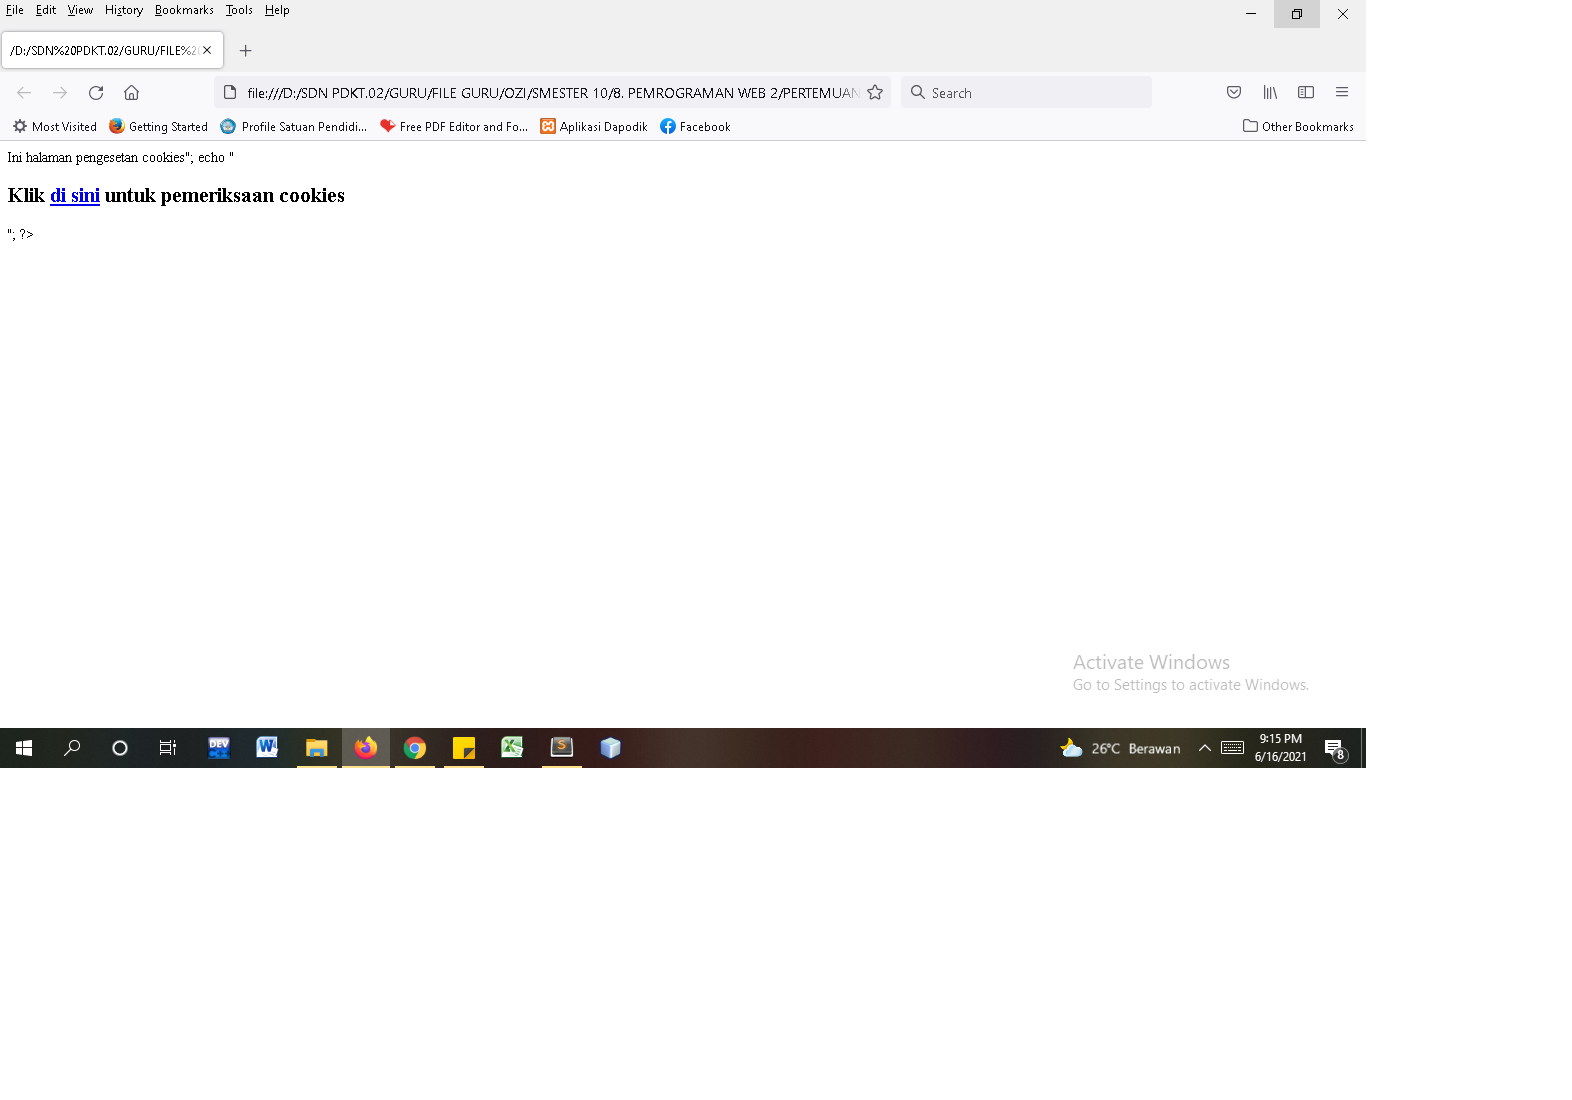 File Edit View History Bookmarks Tools Help
/D:/SDN%20PDKT.02/GURU/FILE%20
file:///D:/SDN PDKT.02/GURU/FILE GURU/OZI/SMESTER 10/8. PEMROGRAMAN WEB 2/PERTEMUAN
Search
Most Visited Getting Started Profile Satuan Pendidi... Free PDF Editor and Fo... Aplikasi Dapodik Facebook Other Bookmarks
Ini halaman pengesetan cookies"; echo "
Klik di sini untuk pemeriksaan cookies
"; ?>
Activate Windows
Go to Settings to activate Windows.
DEV
26°C Berawan
9:15 PM
6/16/2021
8